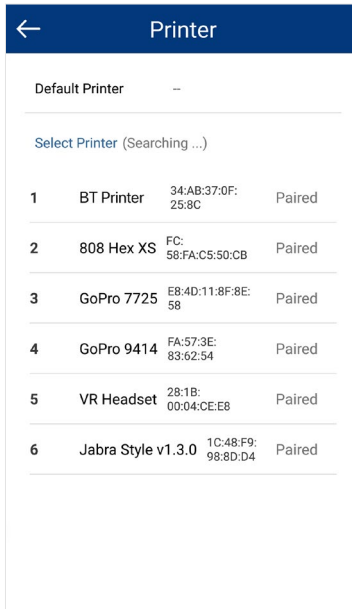 Printer
Default Printer --
Select Printer (Searching ...)
1 BT Printer 34:AB:37:0F:
25:8C Paired
2 808 Hex XS FC:
58:FA:C5:50:CB Paired
3 GoPro 7725 E8:4D:11:8F:8E:
58 Paired
4 GoPro 9414 FA:57:3E:
83:62:54 Paired
5 VR Headset 28:1B:
00:04:CE:E8 Paired
6 Jabra Style v1.3.0 1C:48:F9:
98:8D:D4 Paired